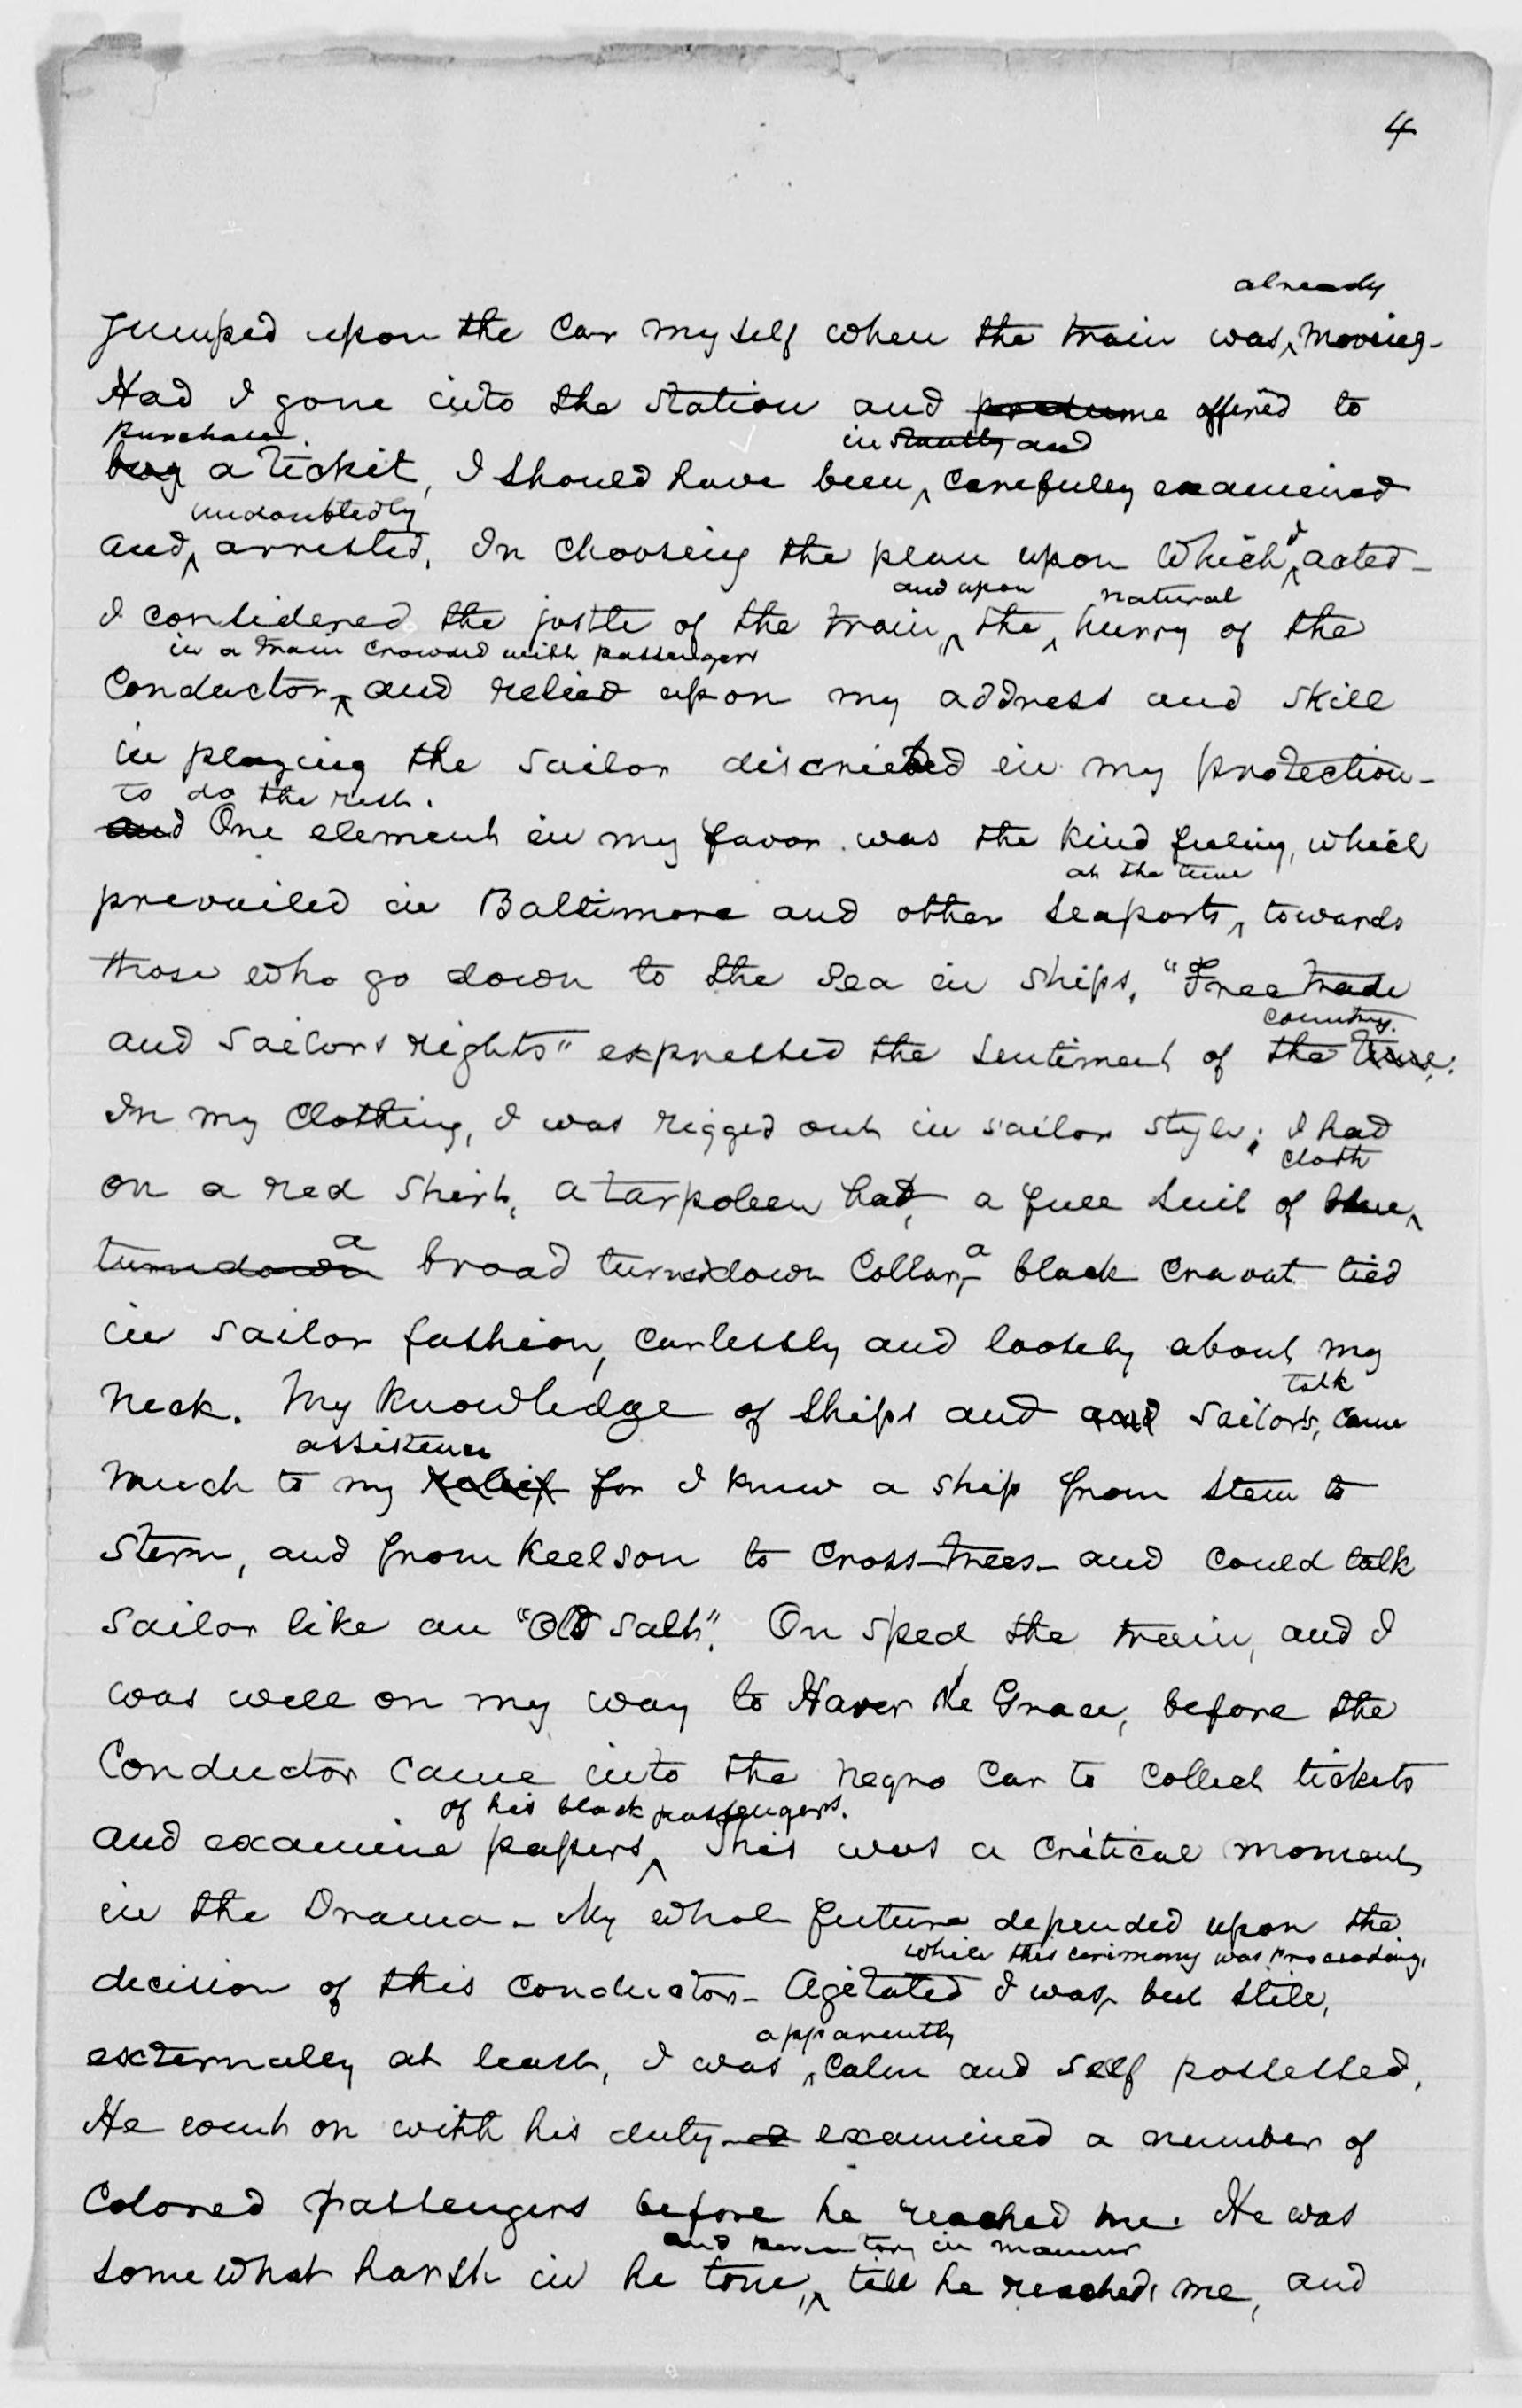 4
already
jumped upon the car myself when the train was ^ moving-
Had I gone into the station and offered to
purchase.
buy a ticket, I should have been ^ carefully examined
instantly and
undoubtedly
and ^ arrested. In choosing the plan upon which ^ acted-
I
and upon natural
I considered the jostle of the train ^ the ^ hurry of the
in a train crowded with passengers
Conductor ^ and relied upon my address and skill
in playing the sailor discribed in my protection-
to do the rest.
and One element in my favor was the kind feeling, which
at the time
prevailed in Baltimore and other seaports ^ towards
those who go down to the sea in ships, "Free trade
country.
and sailors rights" expressed the sentiment of the time.
In my clothing, I was rigged out in sailor style; I had
cloth
on a red shirt, a tarpoleen hat, a full suit of blue ^
a a
turndown broad turndown collar, black cravat tied
in sailor fashion, carlessly and loosely about my
talk
neck. My knowledge of ships and and sailors, came
assistence
much to my relief for I knew a ship from stem to
stern, and from Keelson to cross-trees- and could talk
sailor like an "old salt". On sped the train, and I
was well on my way to Haver de Grace, before the
Conductor came into the negro car to collect tickets
of his black passengers.
and examine papers ^ This was a critical moment
in the Drama- My whole future depended upon the
while this cerimony was proceeding.
decision of this conductor- Agitated I was but still,
apparently
externally at least, I was ^ calm and self possessed.
He went on with his duty- examined a number of
Colored passengers before he reached me. He was
and in manner
somewhat harsh in he tone, ^ till he reached me, and